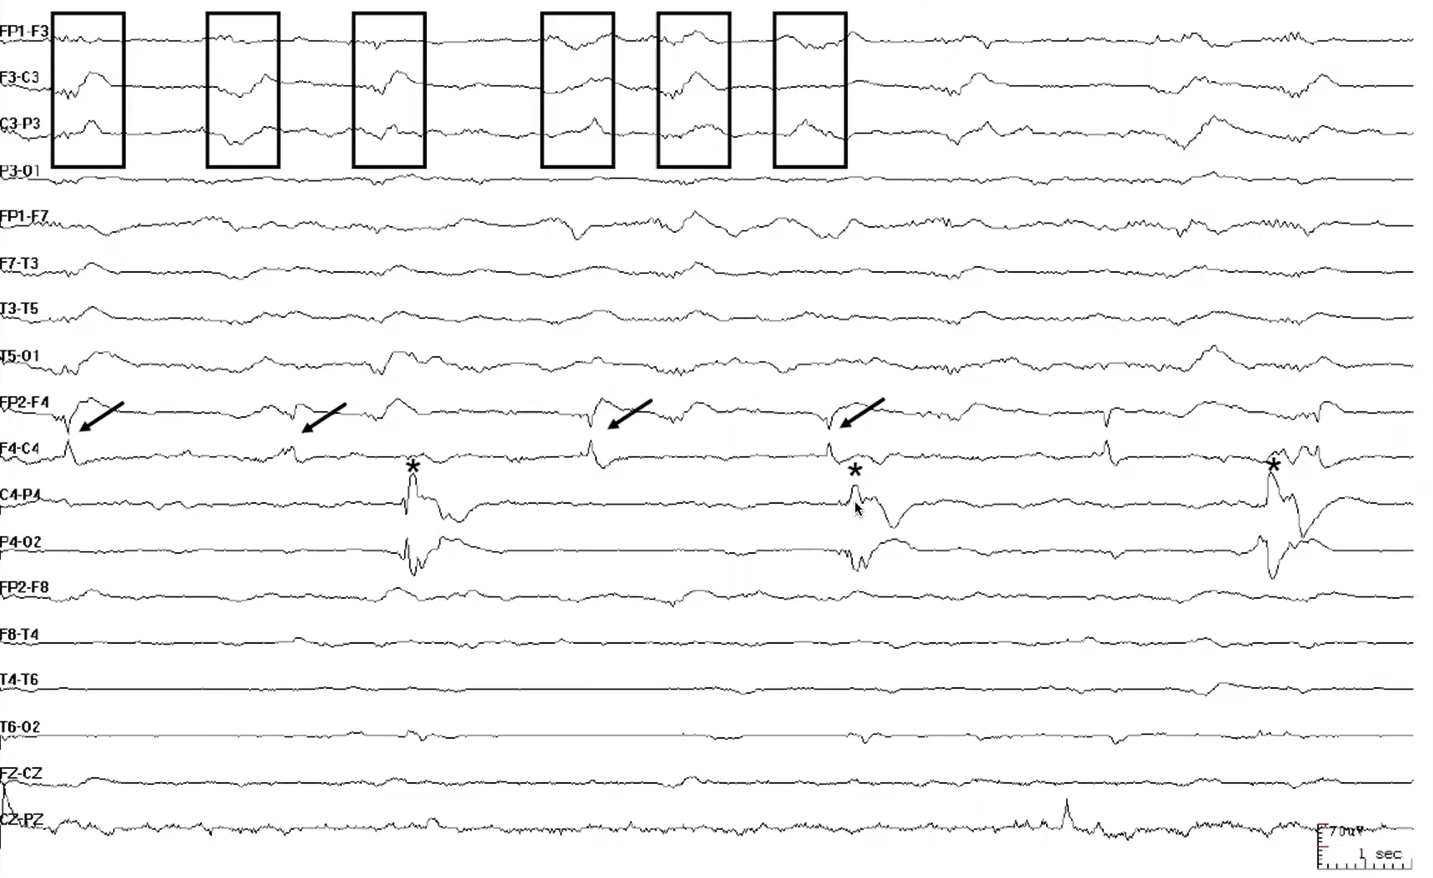 FP1-F3
F3-C3
C3-P3
P3-O1
FP1-F7
F7-T3
T3-T5
T5-O1
FP2-F4
F4-C4
*
*
*
C4-P4
P4-O2
FP2-F8
F8-T4
T4-T6
T6-O2
FZ-CZ
CZ-PZ
70uV
1 sec